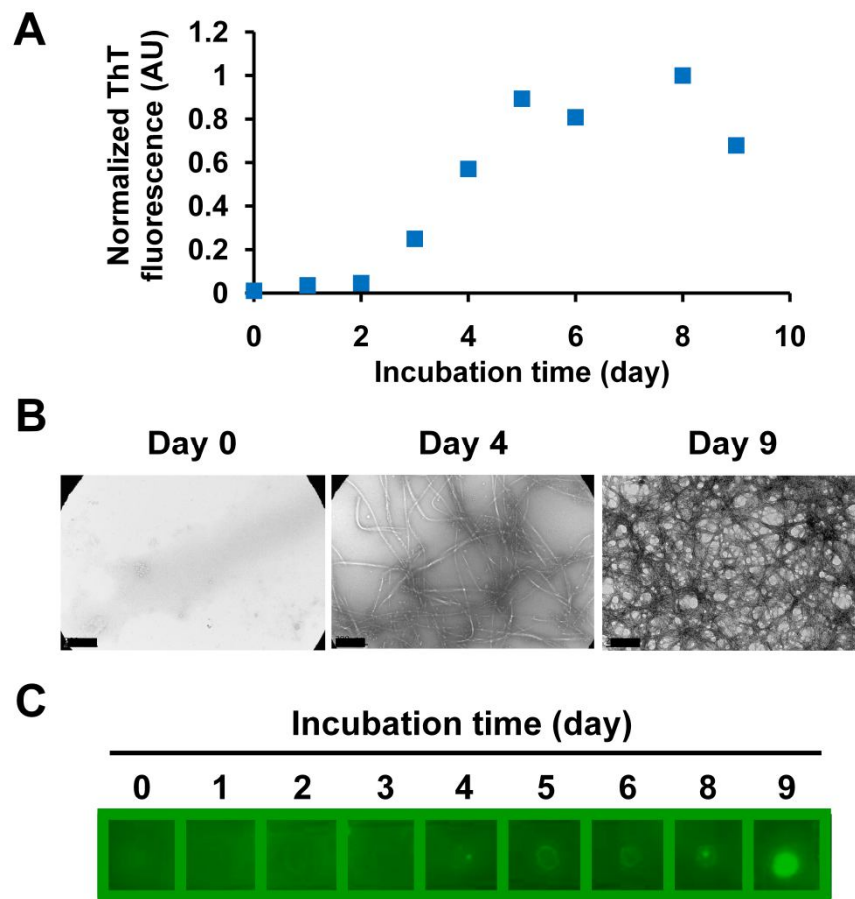 A
Normalized ThT
fluorescence (AU)
1.2
1
0.8
0.6
0.4
0.2
0
0 2 4 6 8 10
Incubation time (day)
B
Day 0 Day 4 Day 9
C
Incubation time (day)
0 1 2 3 4 5 6 8 9